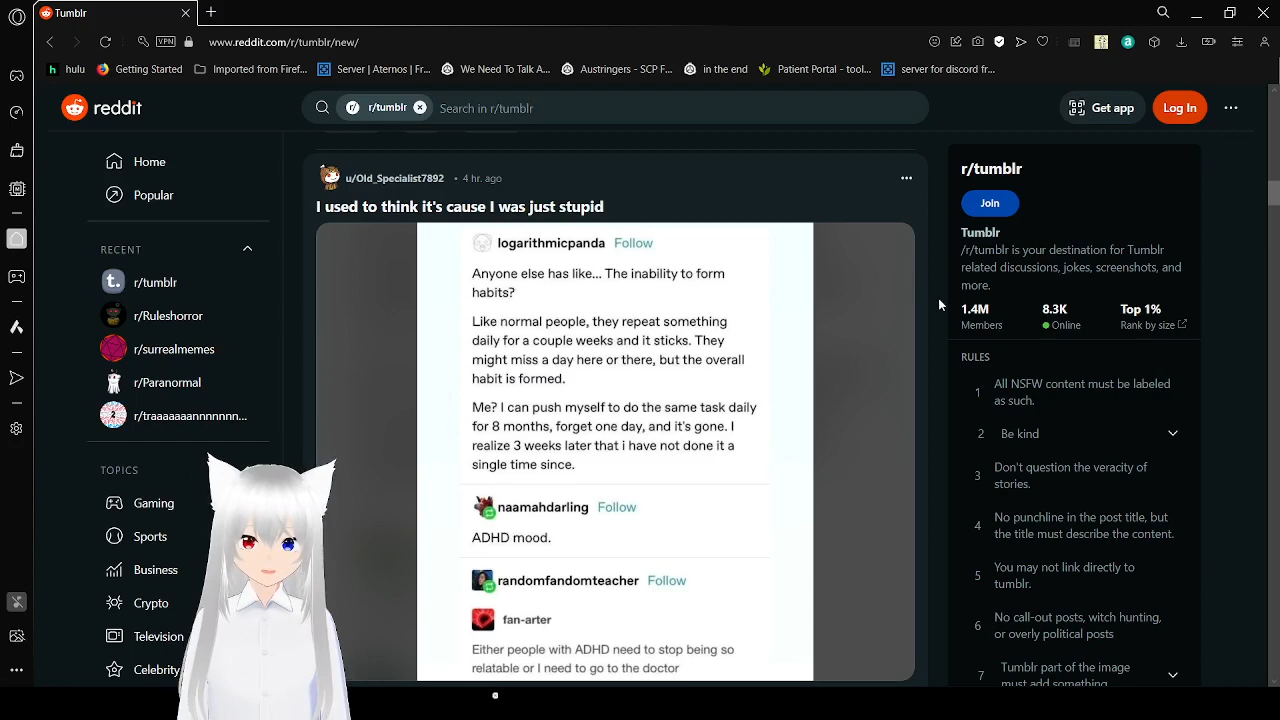 Tumblr
VPN
www.reddit.com/r/tumblr/new/
hulu
Getting Started
Imported from Firef...
Server | Aternos | Fr...
We Need To Talk A...
Austringers - SCP F...
in the end
Patient Portal - tool...
server for discord fr...
reddit
r/ r/tumblr
Search in r/tumblr
Get app
Log In
Home
Popular
RECENT
r/tumblr
r/Ruleshorror
r/surrealmemes
r/Paranormal
r/traaaaaaannnnnnn...
TOPICS
Gaming
Sports
Business
Crypto
Television
Celebrity
u/Old_Specialist7892 • 4 hr. ago
I used to think it's cause I was just stupid
logarithmicpanda Follow
Anyone else has like... The inability to form
habits?
Like normal people, they repeat something
daily for a couple weeks and it sticks. They
might miss a day here or there, but the overall
habit is formed.
Me? I can push myself to do the same task daily
for 8 months, forget one day, and it's gone. I
realize 3 weeks later that i have not done it a
single time since.
naamahdarling Follow
ADHD mood.
randomfandomteacher Follow
fan-arter
Either people with ADHD need to stop being so
relatable or I need to go to the doctor
r/tumblr
Join
Tumblr
/r/tumblr is your destination for Tumblr
related discussions, jokes, screenshots, and
more.
1.4M 8.3K Top 1%
Members Online Rank by size
RULES
1 All NSFW content must be labeled
as such.
2 Be kind
3 Don't question the veracity of
stories.
4 No punchline in the post title, but
the title must describe the content.
5 You may not link directly to
tumblr.
6 No call-out posts, witch hunting,
or overly political posts
7 Tumblr part of the image
must add something